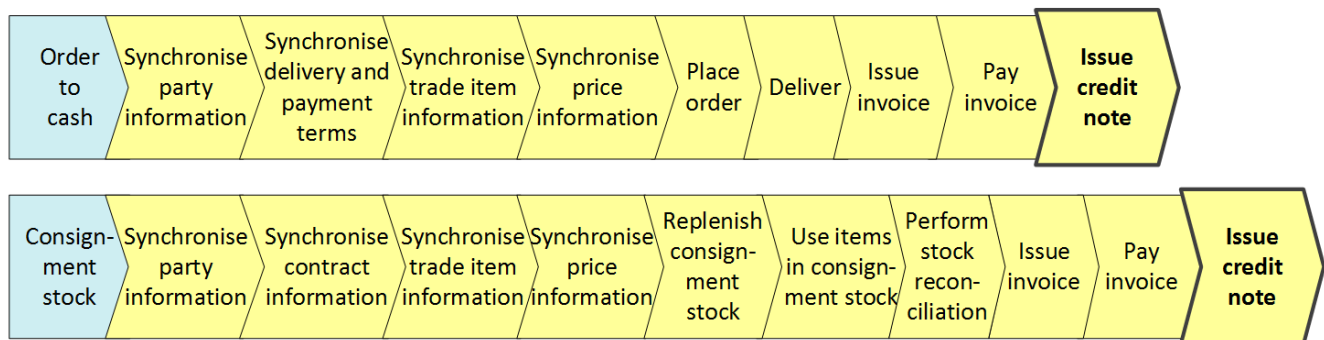 Order
to
cash
Synchronise
party
information
Synchronise
delivery and
payment
terms
Synchronise
trade item
information
Synchronise
price
information
Place
order
Deliver
Issue
invoice
Pay
invoice
Issue
credit
note
Consign-
ment
stock
Synchronise
party
information
Synchronise
contract
information
Synchronise
trade item
information
Synchronise
price
information
Replenish
consign-
ment
stock
Use items
in consign-
ment stock
Perform
stock
recon-
ciliation
Issue
invoice
Pay
invoice
Issue
credit
note